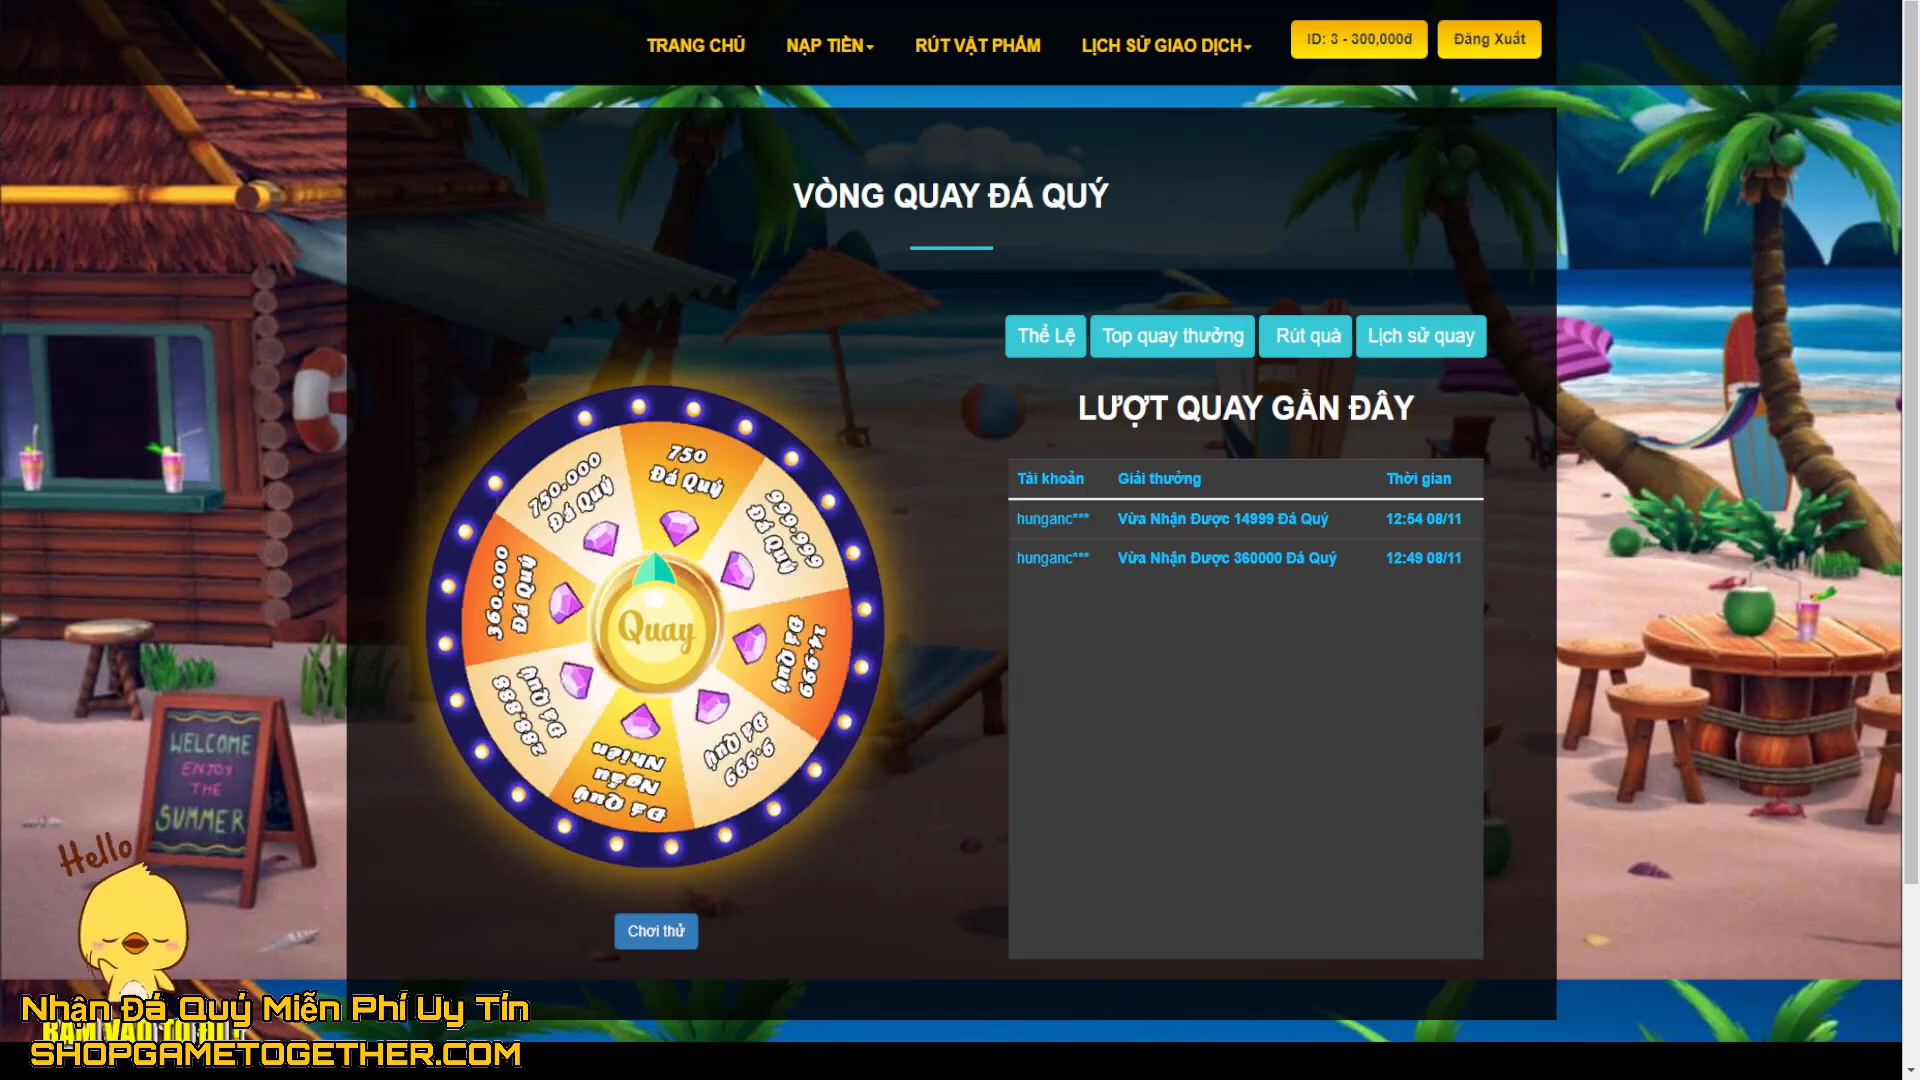 TRANG CHỦ NẠP TIỀN RÚT VẬT PHẨM LỊCH SỬ GIAO DỊCH ID: 3 - 300,000đ Đăng Xuất
VÒNG QUAY ĐÁ QUÝ
Thể Lệ Top quay thưởng Rút quà Lịch sử quay
LƯỢT QUAY GẦN ĐÂY
Tài khoản Giải thưởng Thời gian
hunganc*** Vừa Nhận Được 14999 Đá Quý 12:54 08/11
hunganc*** Vừa Nhận Được 360000 Đá Quý 12:49 08/11
750
Đá Quý
999.999
Đá Quý
14.999
Đá Quý
9.999
Đá Quý
Đá Quý
Ngẫu
Nhiên
288.888
Đá Quý
360.000
Đá Quý
750.000
Đá Quý
Quay
Chơi thử
WELCOME
ENJOY
THE
SUMMER
Hello
Nhận Đá Quý Miễn Phí Uy Tín
SHOPGAMETOGETHER.COM